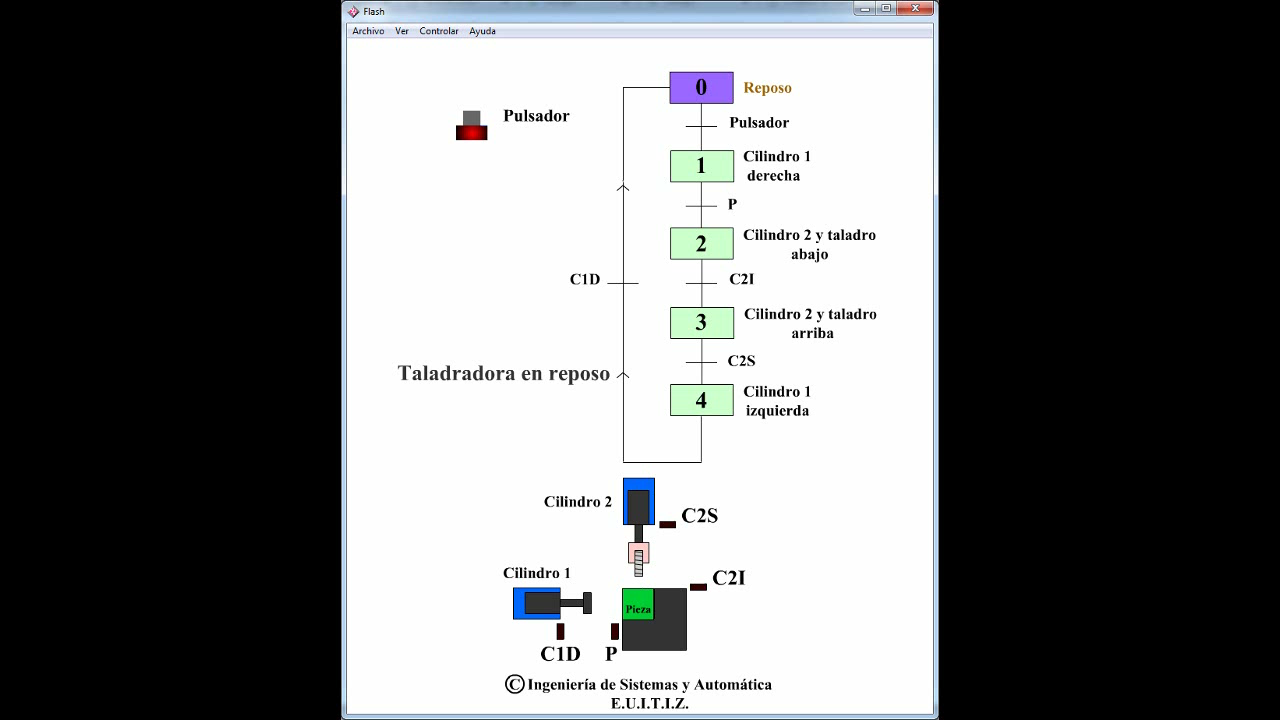 Flash
Archivo Ver Controlar Ayuda
0
Reposo
Pulsador
Pulsador
1
Cilindro 1
derecha
P
2
Cilindro 2 y taladro
abajo
C1D
C2I
3
Cilindro 2 y taladro
arriba
C2S
Taladradora en reposo
4
Cilindro 1
izquierda
Cilindro 2
C2S
Cilindro 1
C2I
Pieza
C1D
P
© Ingeniería de Sistemas y Automática
E.U.I.T.I.Z.